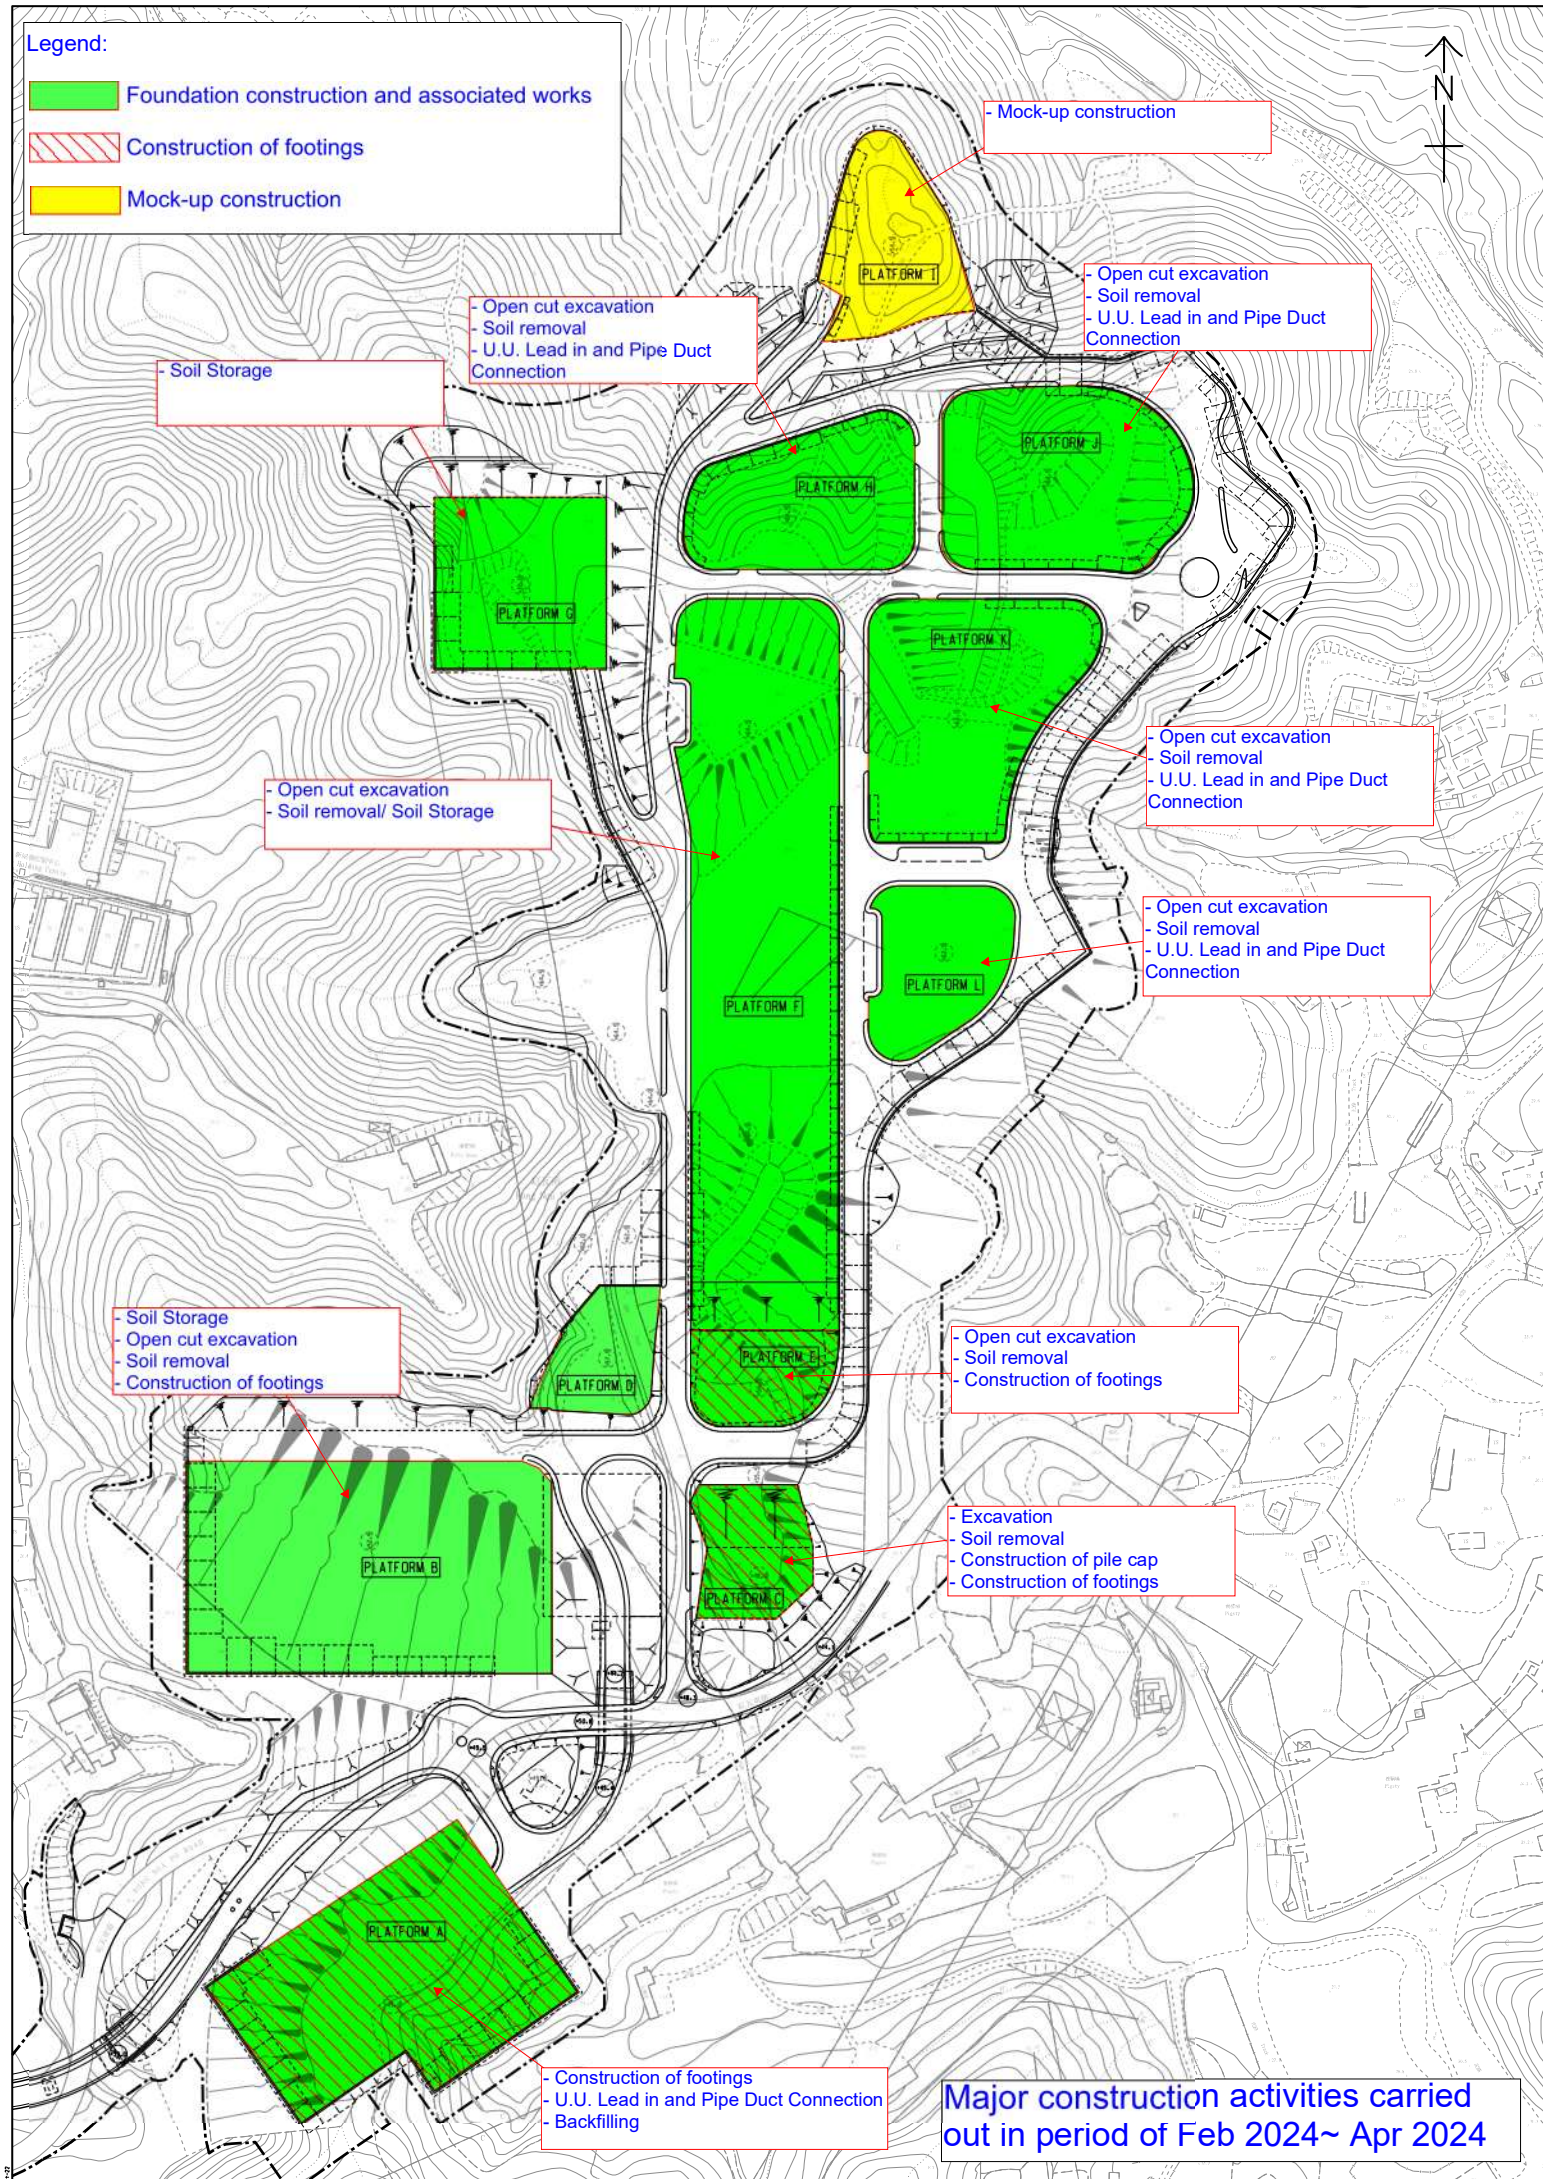 Legend:
Foundation construction and associated works
Construction of footings
Mock-up construction
N
- Mock-up construction
PLATFORM I
- Open cut excavation
- Soil removal
- U.U. Lead in and Pipe Duct
Connection
- Open cut excavation
- Soil removal
- U.U. Lead in and Pipe Duct
Connection
- Soil Storage
PLATFORM J
PLATFORM H
PLATFORM G
PLATFORM K
- Open cut excavation
- Soil removal
- U.U. Lead in and Pipe Duct
Connection
- Open cut excavation
- Soil removal/ Soil Storage
- Open cut excavation
- Soil removal
- U.U. Lead in and Pipe Duct
Connection
PLATFORM L
PLATFORM F
- Soil Storage
- Open cut excavation
- Soil removal
- Construction of footings
- Open cut excavation
- Soil removal
- Construction of footings
PLATFORM E
PLATFORM D
- Excavation
- Soil removal
- Construction of pile cap
- Construction of footings
PLATFORM B
PLATFORM C
PLATFORM A
- Construction of footings
- U.U. Lead in and Pipe Duct Connection
- Backfilling
Major construction activities carried
out in period of Feb 2024~ Apr 2024